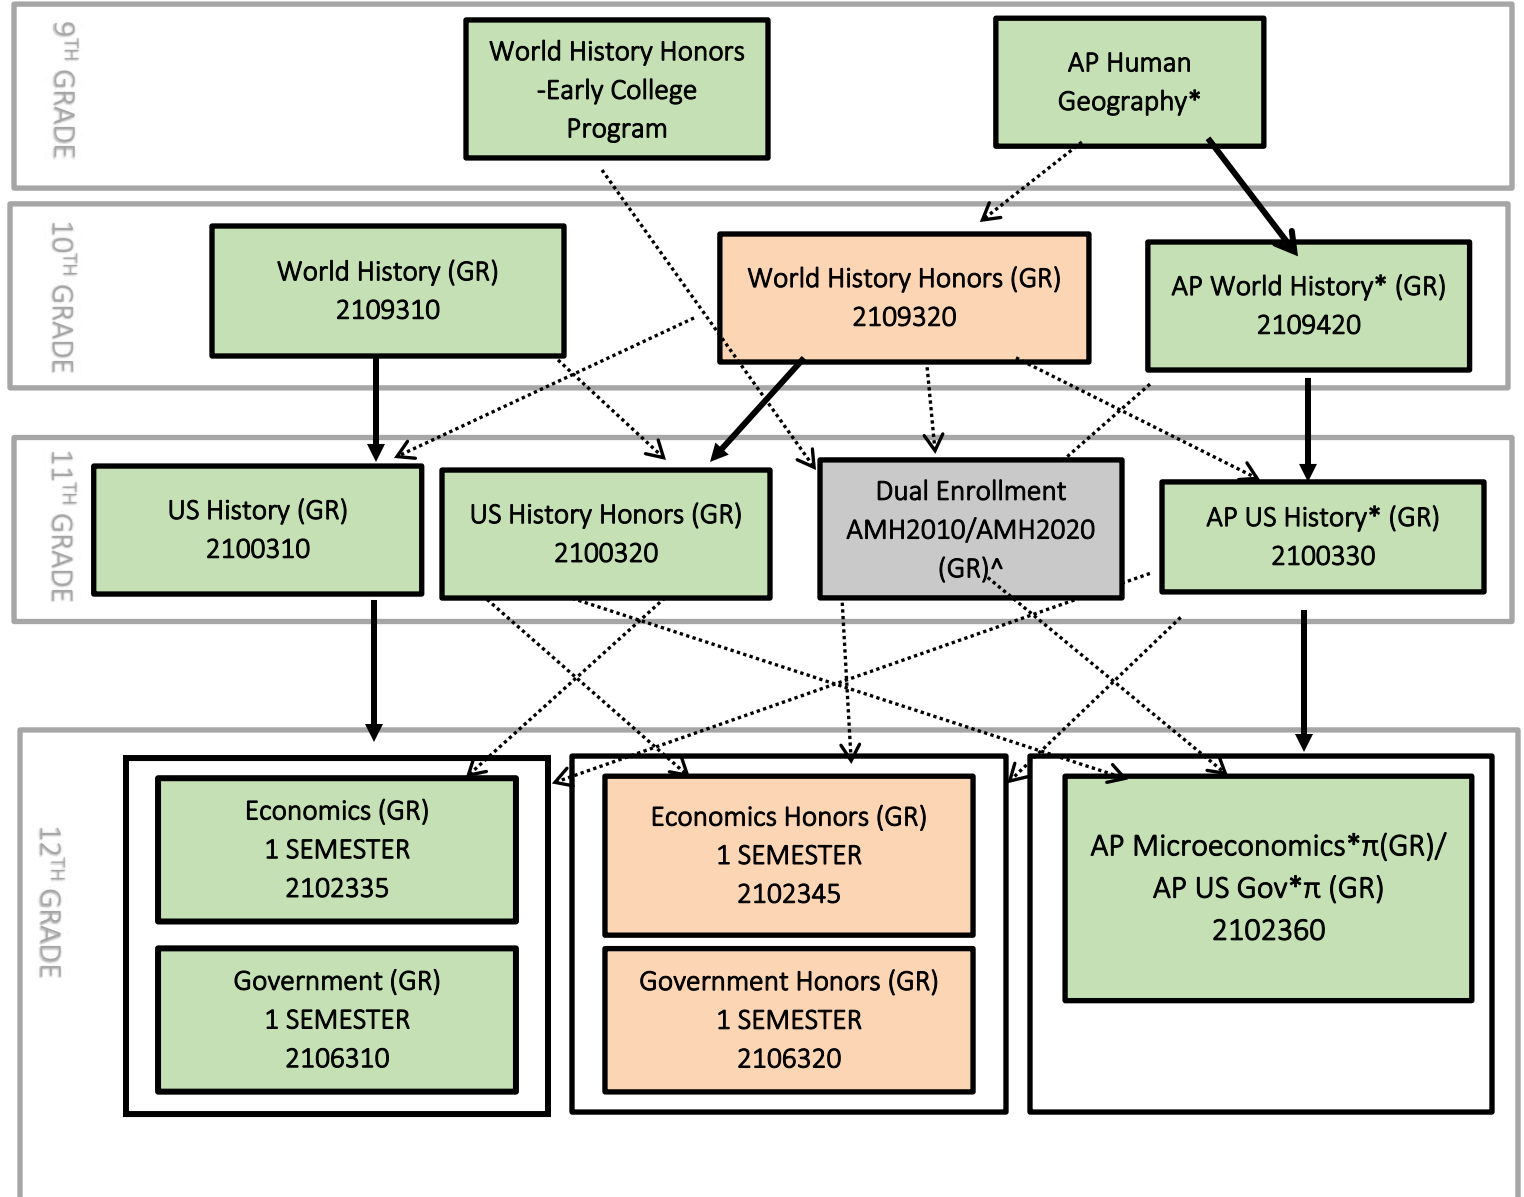 9TH GRADE
World History Honors
-Early College
Program
AP Human
Geography*
10TH GRADE
World History (GR)
2109310
World History Honors (GR)
2109320
AP World History* (GR)
2109420
11TH GRADE
US History (GR)
2100310
US History Honors (GR)
2100320
Dual Enrollment
AMH2010/AMH2020
(GR)^
AP US History* (GR)
2100330
12TH GRADE
Economics (GR)
1 SEMESTER
2102335
Government (GR)
1 SEMESTER
2106310
Economics Honors (GR)
1 SEMESTER
2102345
Government Honors (GR)
1 SEMESTER
2106320
AP Microeconomics*π(GR)/
AP US Gov*π (GR)
2102360